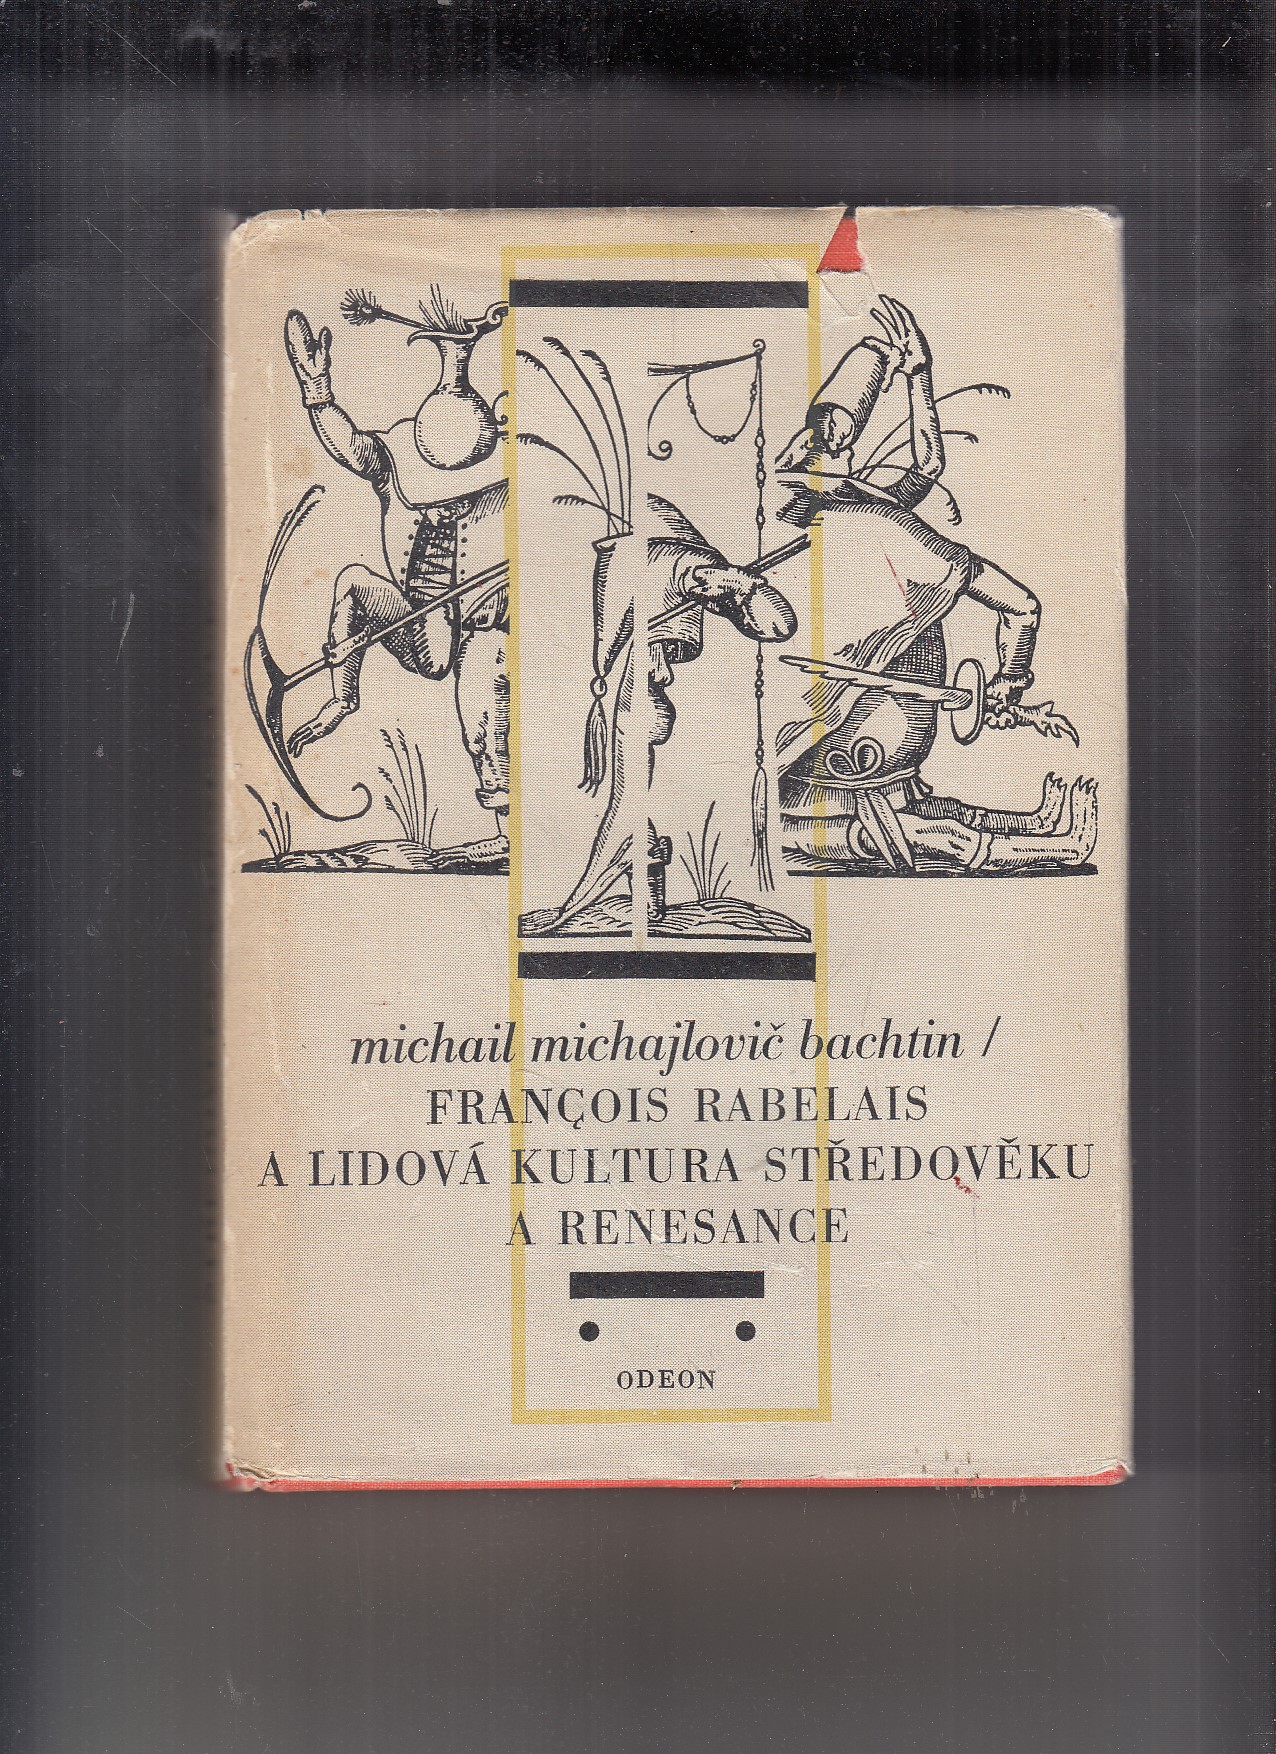 michail michajlovič bachtin /
FRANÇOIS RABELAIS
A LIDOVÁ KULTURA STŘEDOVĚKU
A RENESANCE
ODEON